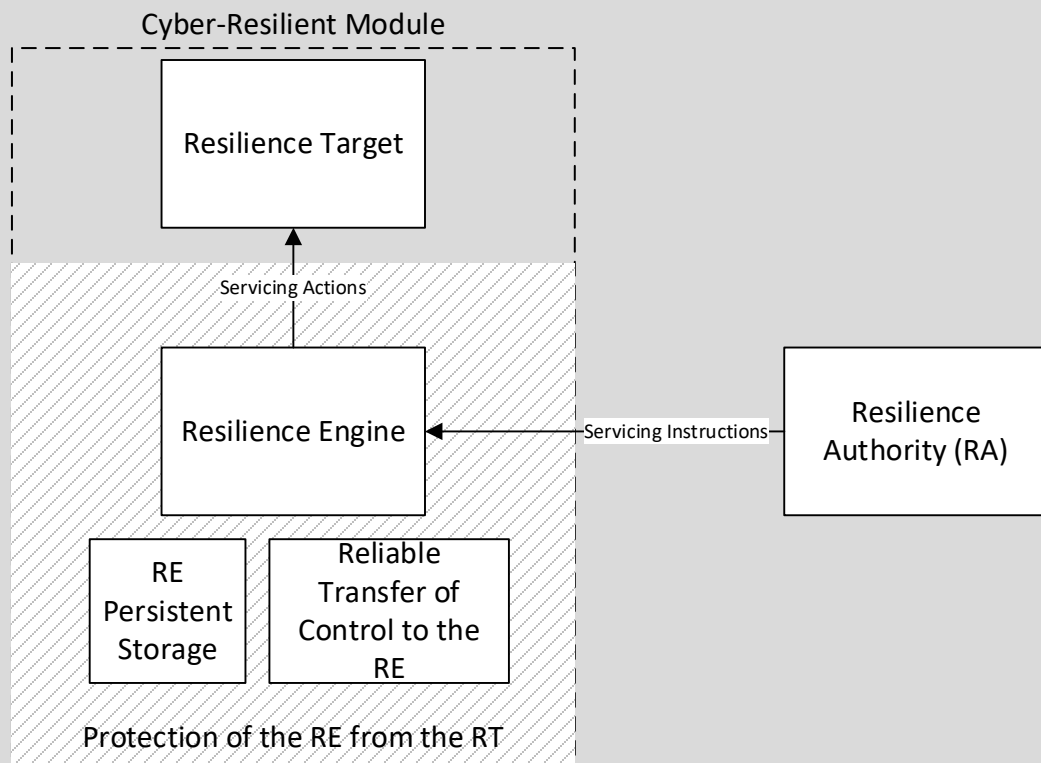 Cyber-Resilient Module
Resilience Target
Servicing Actions
Resilience Engine
Servicing Instructions
Resilience
Authority (RA)
RE
Persistent
Storage
Reliable
Transfer of
Control to the
RE
Protection of the RE from the RT